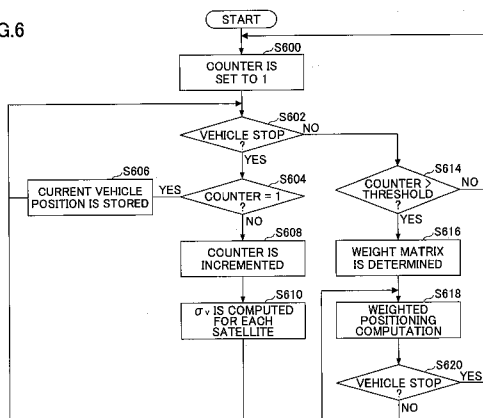 G.6
START
S600
COUNTER IS
SET TO 1
S602
VEHICLE STOP
?
NO
YES
S606
CURRENT VEHICLE
POSITION IS STORED
YES
S604
COUNTER = 1
?
NO
S608
COUNTER IS
INCREMENTED
S610
σv IS COMPUTED
FOR EACH
SATELLITE
S614
COUNTER >
THRESHOLD
?
NO
YES
S616
WEIGHT MATRIX
IS DETERMINED
S618
WEIGHTED
POSITIONING
COMPUTATION
S620
VEHICLE STOP
?
YES
NO